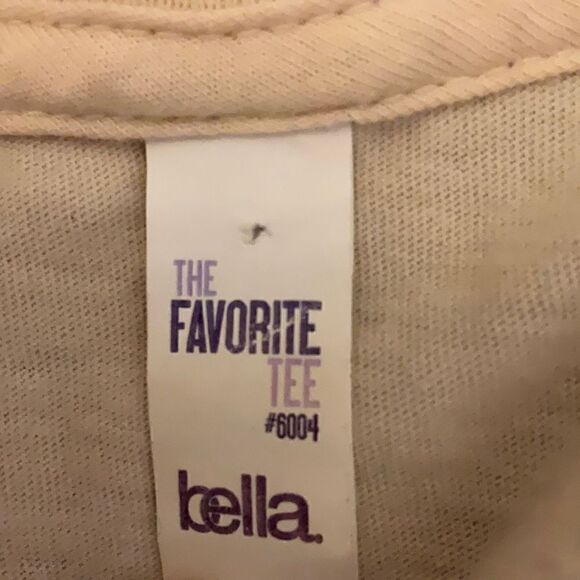 THE
FAVORITE
TEE
#6004
bella.